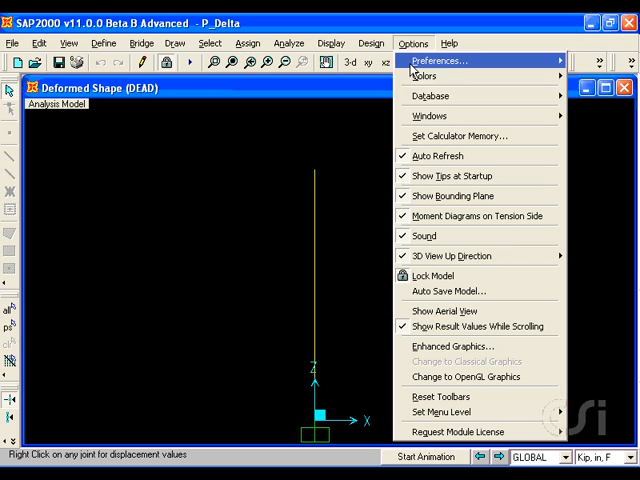 SAP2000 v11.0.0 Beta B Advanced - P_Delta
File Edit View Define Bridge Draw Select Assign Analyze Display Design Options Help
3-d xy xz
Deformed Shape (DEAD)
Analysis Model
Preferences...
Colors
Database
Windows
Set Calculator Memory...
Auto Refresh
Show Tips at Startup
Show Bounding Plane
Moment Diagrams on Tension Side
Sound
3D View Up Direction
Lock Model
Auto Save Model...
Show Aerial View
Show Result Values While Scrolling
Enhanced Graphics...
Change to Classical Graphics
Change to OpenGL Graphics
Reset Toolbars
Set Menu Level
Request Module License
all
ps
clr
Z
X
CSi
Right Click on any joint for displacement values
Start Animation
GLOBAL
Kip, in, F